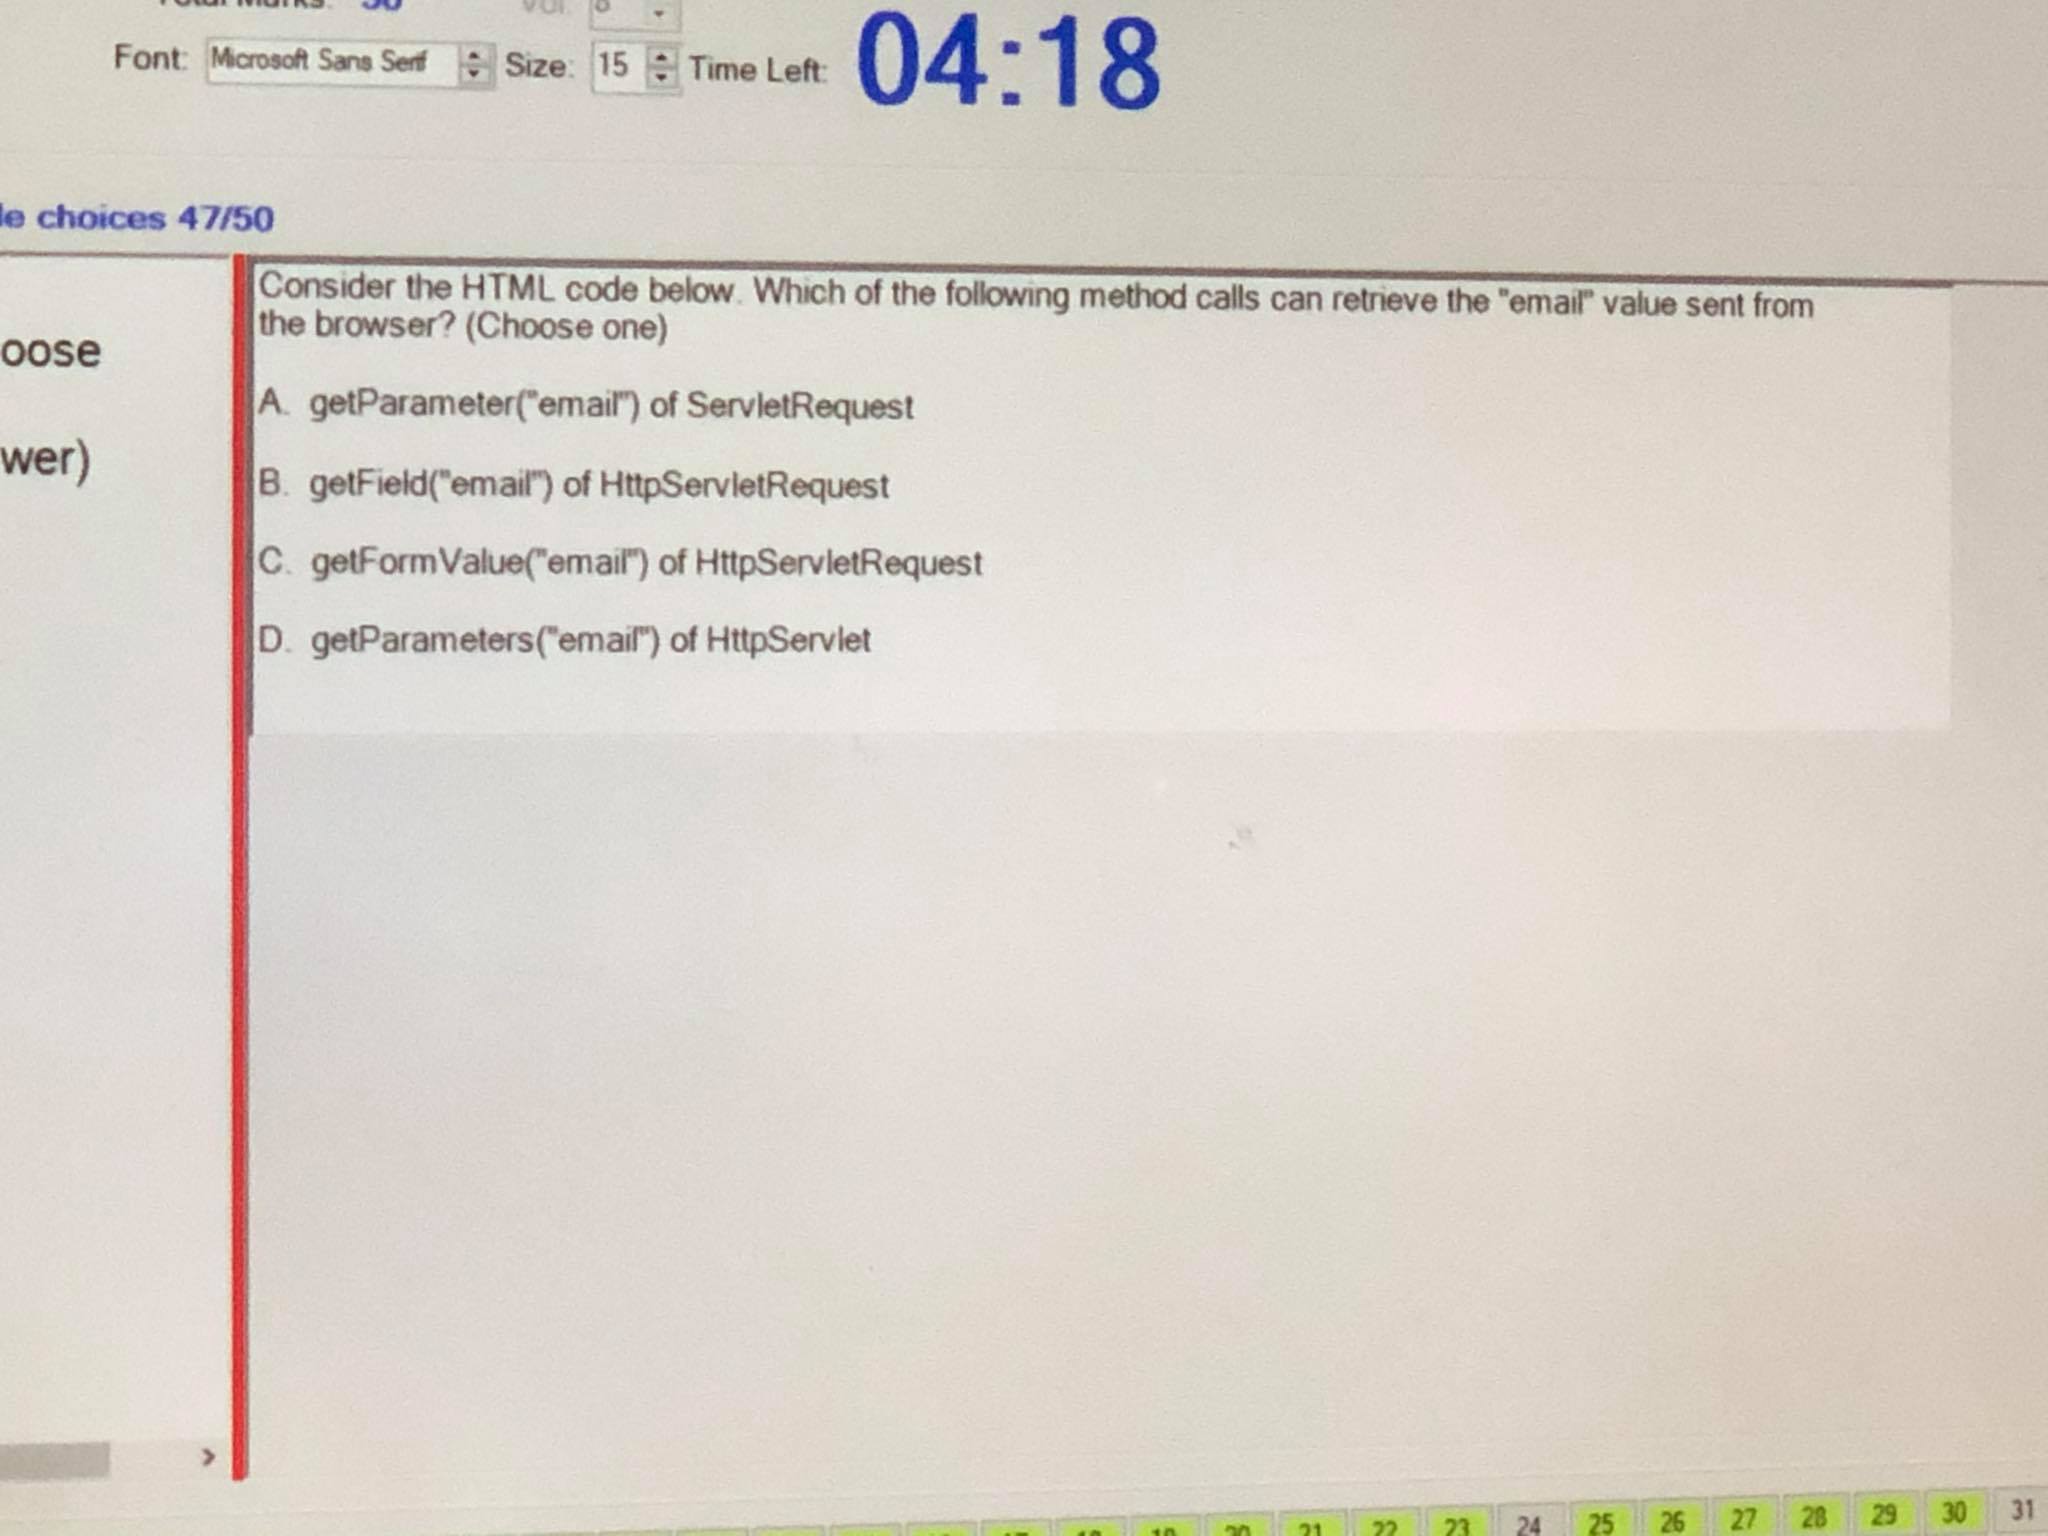 50
Font: Microsoft Sans Serif Size: 15 Time Left: 04:18
le choices 47/50
oose
wer)
Consider the HTML code below. Which of the following method calls can retrieve the "email" value sent from
the browser? (Choose one)
A. getParameter("email") of ServletRequest
B. getField("email") of HttpServletRequest
C. getFormValue("email") of HttpServletRequest
D. getParameters("email") of HttpServlet
20 21 22 23 24 25 26 27 28 29 30 31